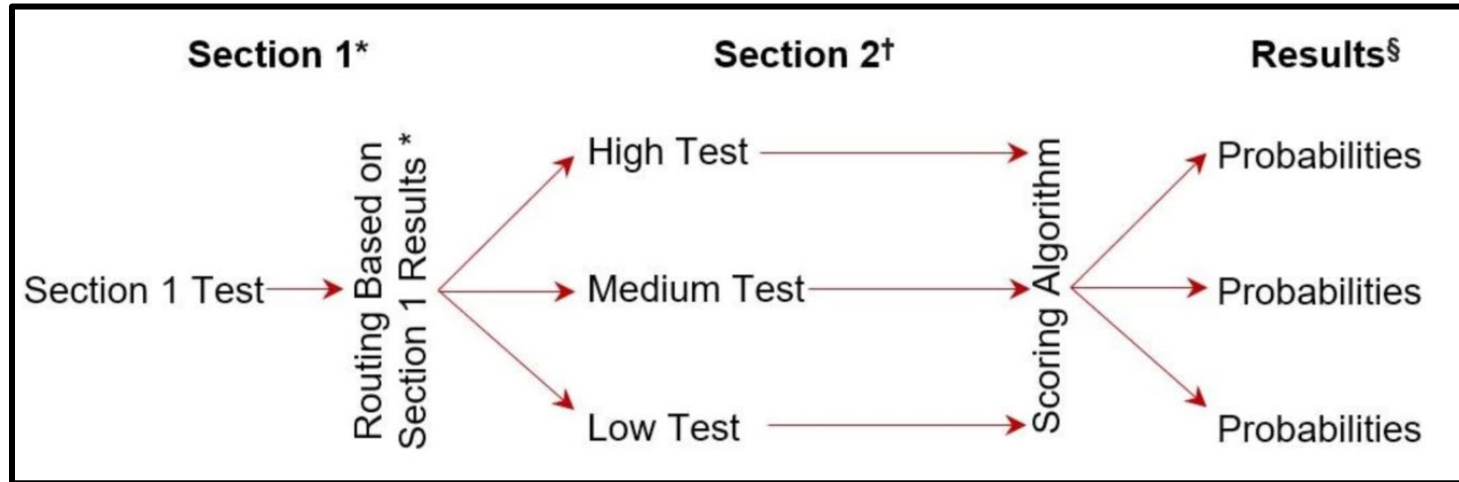 Section 1*
Section 2†
Results§
Section 1 Test
Routing Based on
Section 1 Results *
High Test
Medium Test
Low Test
Scoring Algorithm
Probabilities
Probabilities
Probabilities